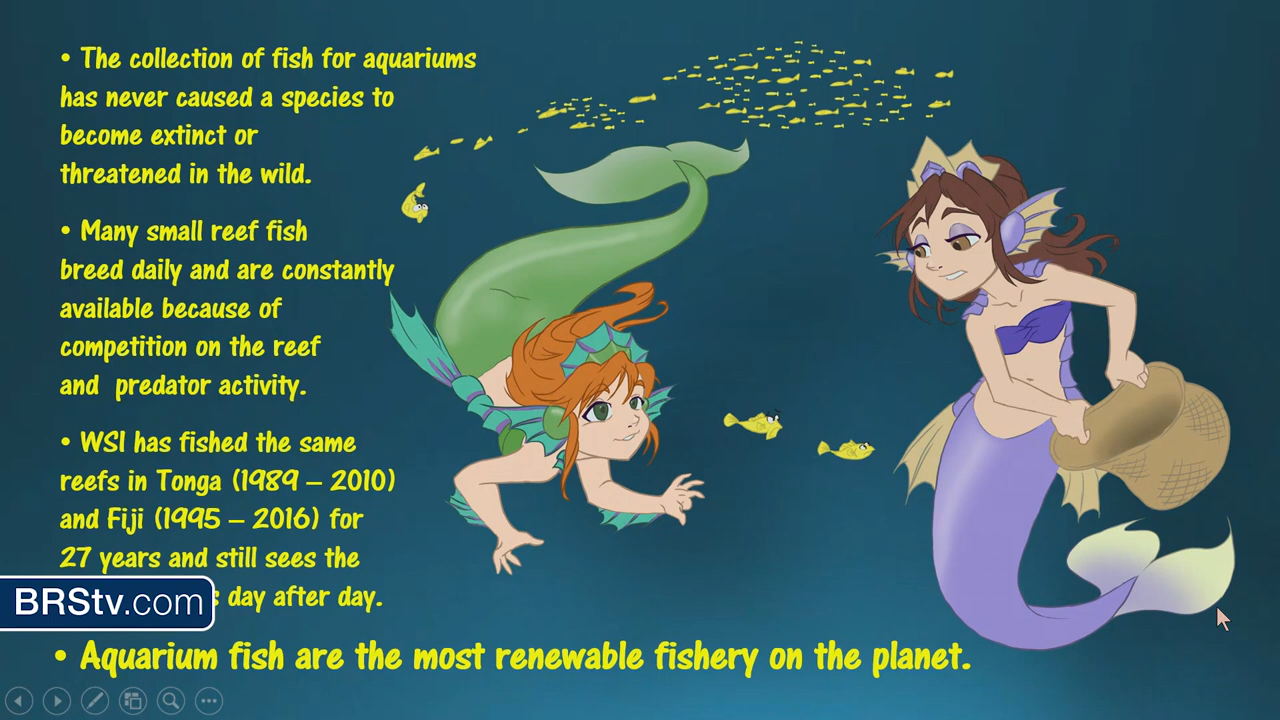 • The collection of fish for aquariums
has never caused a species to
become extinct or
threatened in the wild.
• Many small reef fish
breed daily and are constantly
available because of
competition on the reef
and predator activity.
• WSI has fished the same
reefs in Tonga (1989 – 2010)
and Fiji (1995 – 2016) for
27 years and still sees the
day after day.
BRStv.com
• Aquarium fish are the most renewable fishery on the planet.